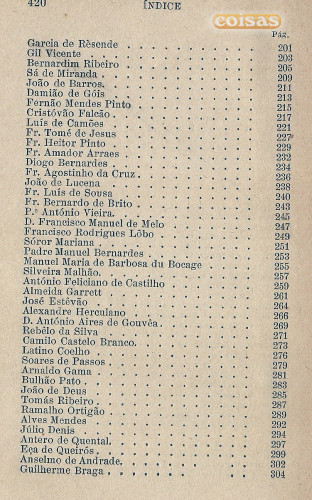 420 ÍNDICE
coisas
Pág.
Garcia de Rèsende 201
Gil Vicente 203
Bernardim Ribeiro 205
Sá de Miranda 209
João de Barros. 211
Damião de Góis 213
Fernão Mendes Pinto 215
Cristóvão Falcão 217
Luís de Camões 221
Fr. Tomé de Jesus 227
Fr. Heitor Pinto 229
Fr. Amador Arraes 232
Diogo Bernardes 234
Fr. Agostinho da Cruz 236
João de Lucena 238
Fr. Luís de Sousa 240
Fr. Bernardo de Brito 243
P.e António Vieira. 245
D. Francisco Manuel de Melo 247
Francisco Rodrigues Lôbo 249
Sóror Mariana 251
Padre Manuel Bernardes 253
Manuel Maria de Barbosa du Bocage 255
Silveira Malhão. 257
António Feliciano de Castilho 259
Almeida Garrett 261
José Estêvão 264
Alexandre Herculano 266
D. António Aires de Gouvêa. 269
Rebêlo da Silva 271
Camilo Castelo Branco. 273
Latino Coelho 276
Soares de Passos 279
Arnaldo Gama 281
Bulhão Pato 283
João de Deus 285
Tomás Ribeiro 287
Ramalho Ortigão 289
Alves Mendes 292
Júlio Denis 294
Antero de Quental. 297
Eça de Queirós. 299
Anselmo de Andrade. 302
Guilherme Braga 304